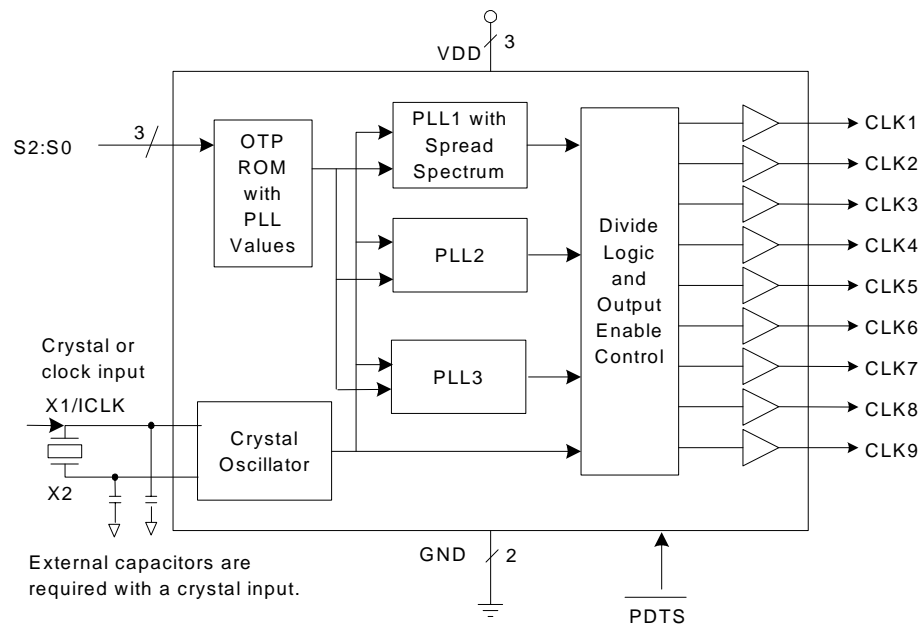 VDD
3
S2:S0
3
OTP
ROM
with
PLL
Values
PLL1 with
Spread
Spectrum
PLL2
PLL3
Divide
Logic
and
Output
Enable
Control
CLK1
CLK2
CLK3
CLK4
CLK5
CLK6
CLK7
CLK8
CLK9
Crystal or
clock input
X1/ICLK
Crystal
Oscillator
X2
External capacitors are
required with a crystal input.
GND
2
PDTS